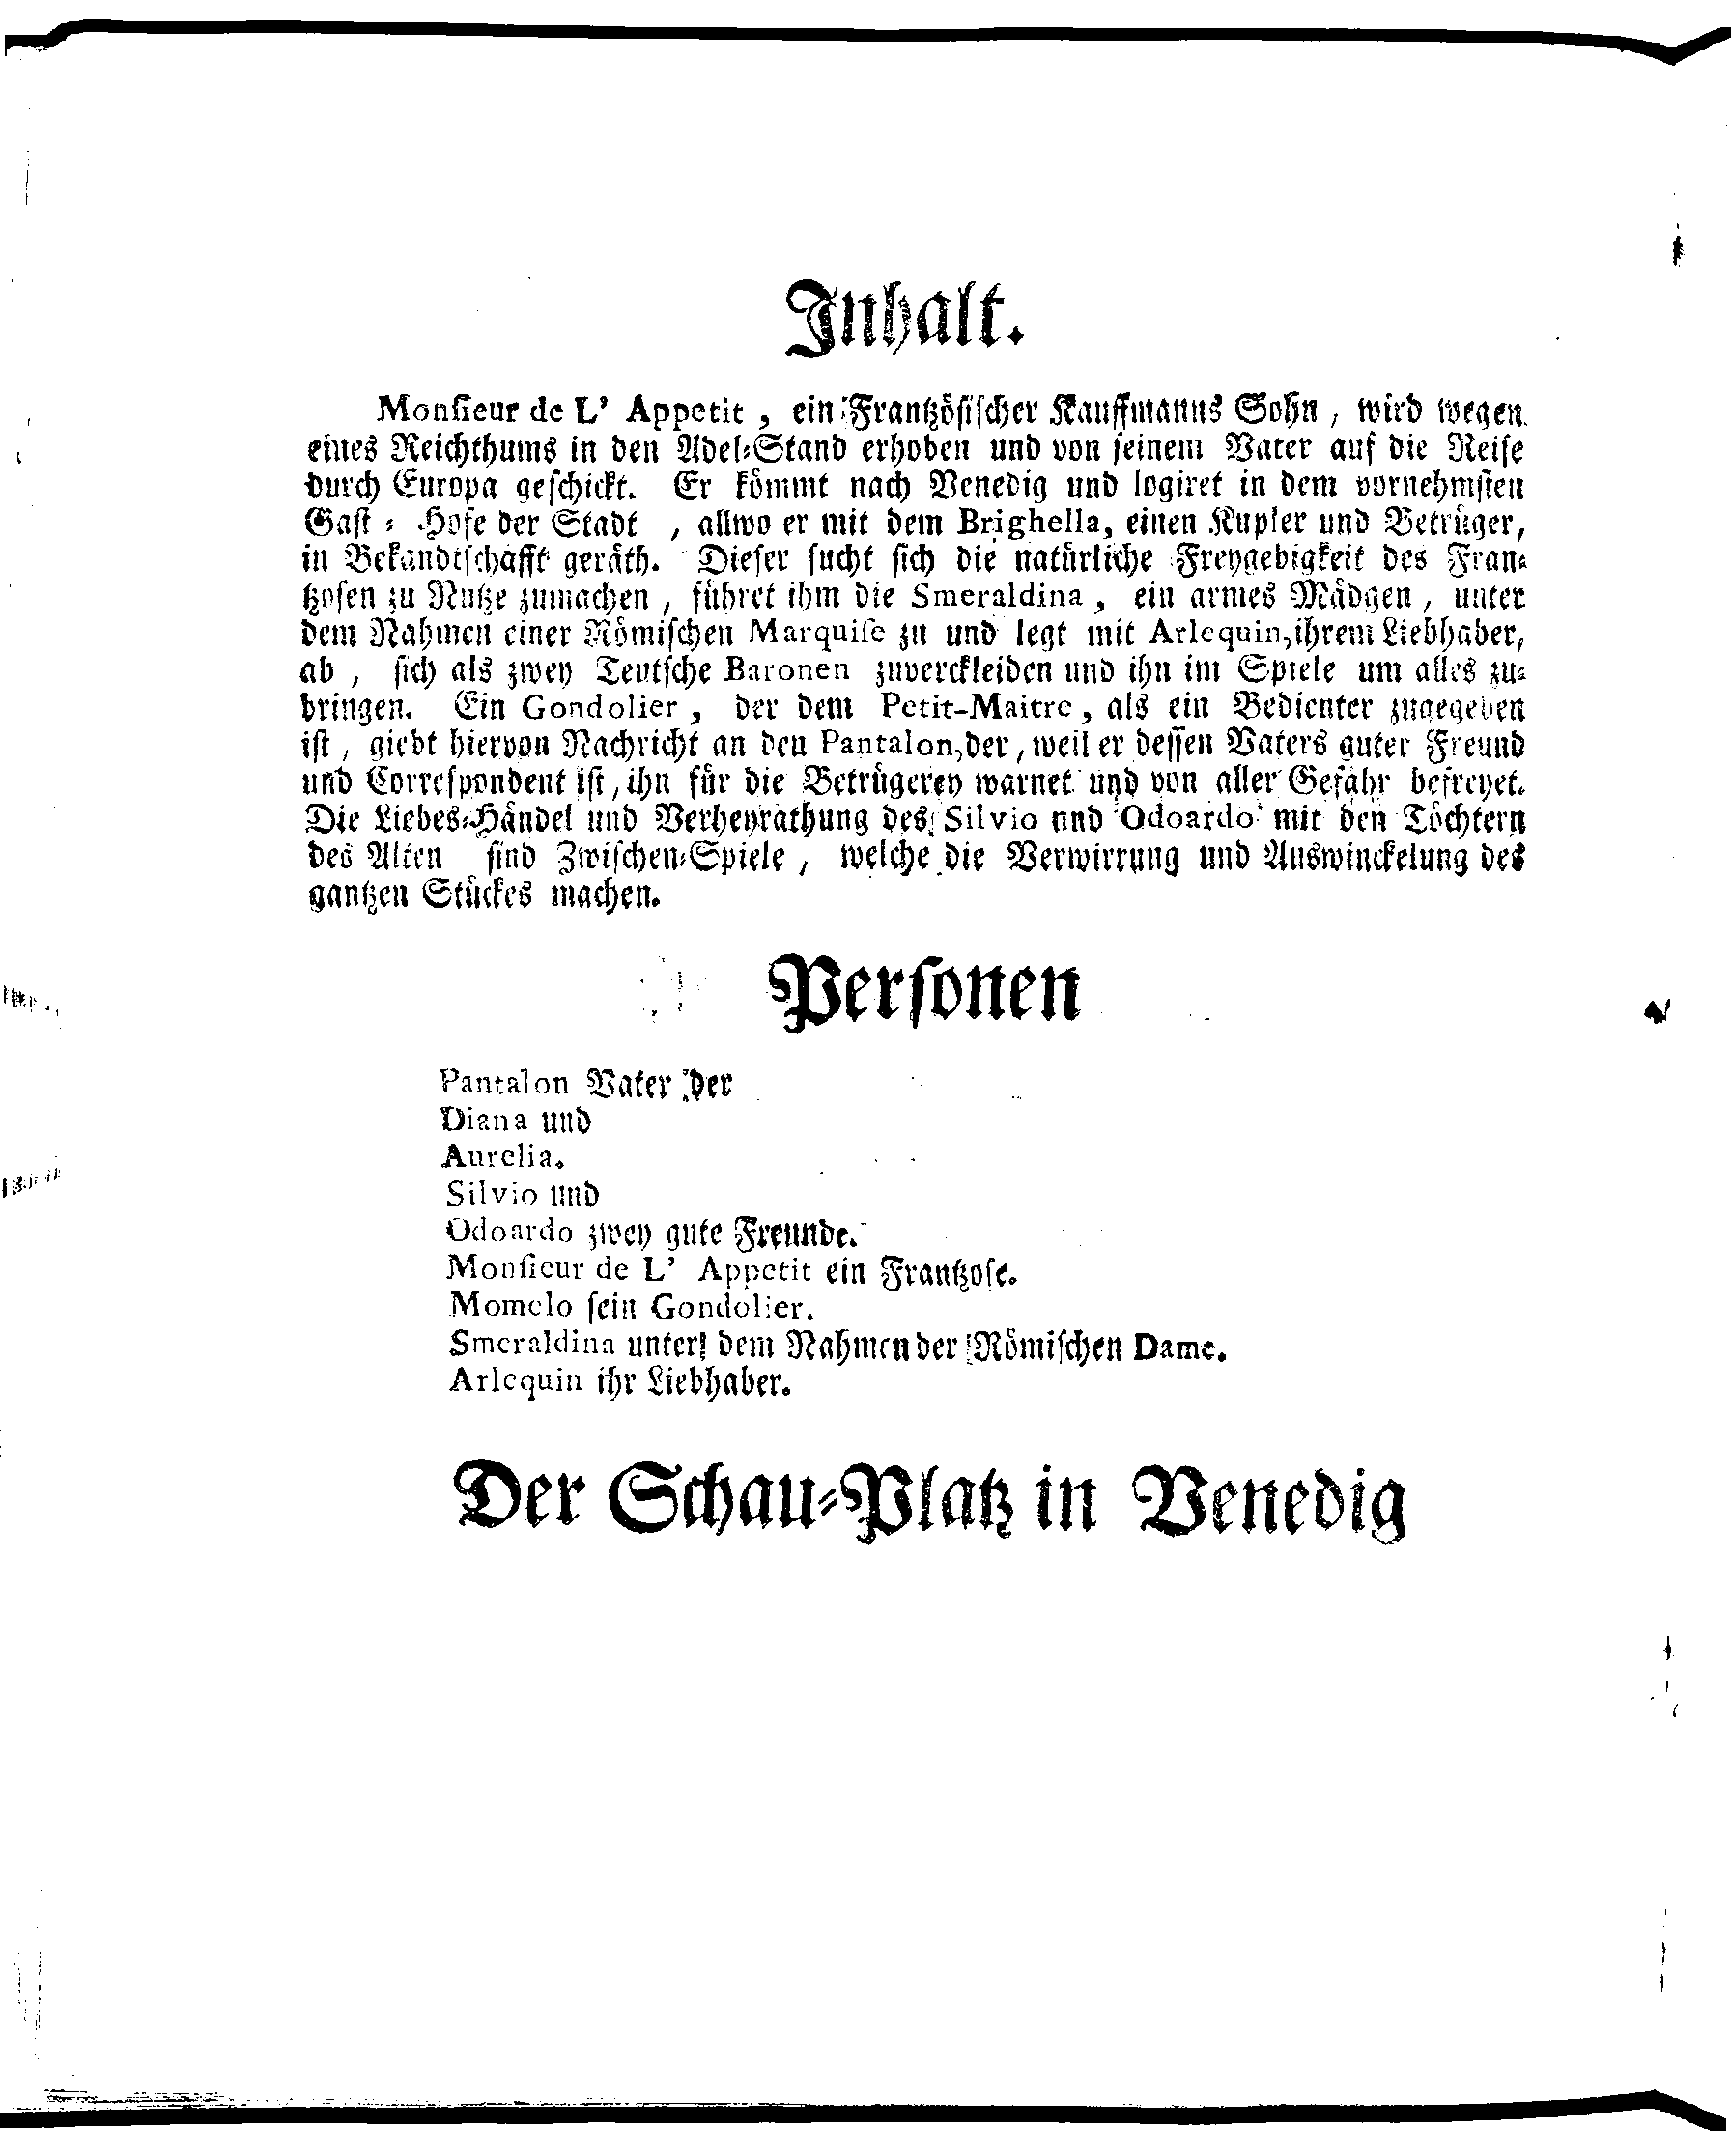 Inhalt.
Monsieur de L' Appetit, ein Frantzösischer Kauffmanns Sohn, wird wegen
eines Reichthums in den Adel-Stand erhoben und von seinem Vater auf die Reise
durch Europa geschickt. Er kömmt nach Venedig und logiret in dem vornehmsten
Gast-Hofe der Stadt, allwo er mit dem Brighella, einen Kupler und Betrüger,
in Bekandtschafft geräth. Dieser sucht sich die natürliche Freygebigkeit des Fran-
tzosen zu Nutze zumachen, führet ihm die Smeraldina, ein armes Mädgen, unter
dem Nahmen einer Römischen Marquise zu und legt mit Arlequin, ihrem Liebhaber,
ab, sich als zwey Teutsche Baronen zuverckleiden und ihn im Spiele um alles zu-
bringen. Ein Gondolier, der dem Petit-Maitre, als ein Bedienter zugegeben
ist, giebt hiervon Nachricht an den Pantalon, der, weil er dessen Vaters guter Freund
und Correspondent ist, ihn für die Betrügerey warnet und von aller Gefahr befreyet.
Die Liebes-Händel und Verheyrathung des Silvio und Odoardo mit den Töchtern
des Alten sind Zwischen-Spiele, welche die Verwirrung und Auswinckelung des
gantzen Stückes machen.
Personen
Pantalon Vater der
Diana und
Aurelia.
Silvio und
Odoardo zwey gute Freunde.
Monsieur de L' Appetit ein Frantzose.
Momolo sein Gondolier.
Smeraldina unter dem Nahmen der Römischen Dame.
Arlequin ihr Liebhaber.
Der Schau-Platz in Venedig